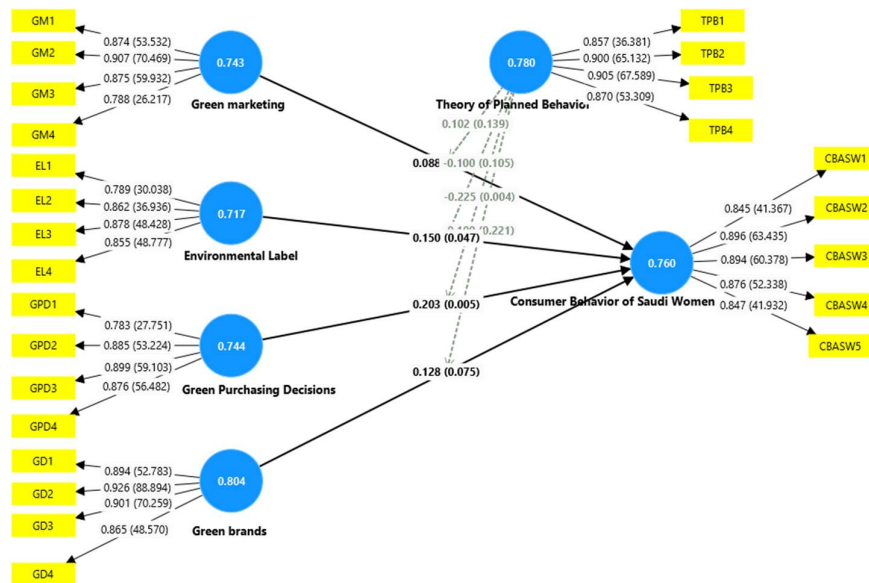 GM1
GM2
GM3
GM4
0.874 (53.532)
0.907 (70.469)
0.875 (59.932)
0.788 (26.217)
0.743
Green marketing
EL1
EL2
EL3
EL4
0.789 (30.038)
0.862 (36.936)
0.878 (48.428)
0.855 (48.777)
0.717
Environmental Label
GPD1
GPD2
GPD3
GPD4
0.783 (27.751)
0.885 (53.224)
0.899 (59.103)
0.876 (56.482)
0.744
Green Purchasing Decisions
GD1
GD2
GD3
GD4
0.894 (52.783)
0.926 (88.894)
0.901 (70.259)
0.865 (48.570)
0.804
Green brands
0.780
Theory of Planned Behavior
0.857 (36.381)
0.900 (65.132)
0.905 (67.589)
0.870 (53.309)
TPB1
TPB2
TPB3
TPB4
0.102 (0.139)
0.088
-0.100 (0.105)
-0.225 (0.004)
0.150 (0.047)
0.203 (0.005)
0.128 (0.075)
0.760
Consumer Behavior of Saudi Women
0.845 (41.367)
0.896 (63.435)
0.894 (60.378)
0.876 (52.338)
0.847 (41.932)
CBASW1
CBASW2
CBASW3
CBASW4
CBASW5